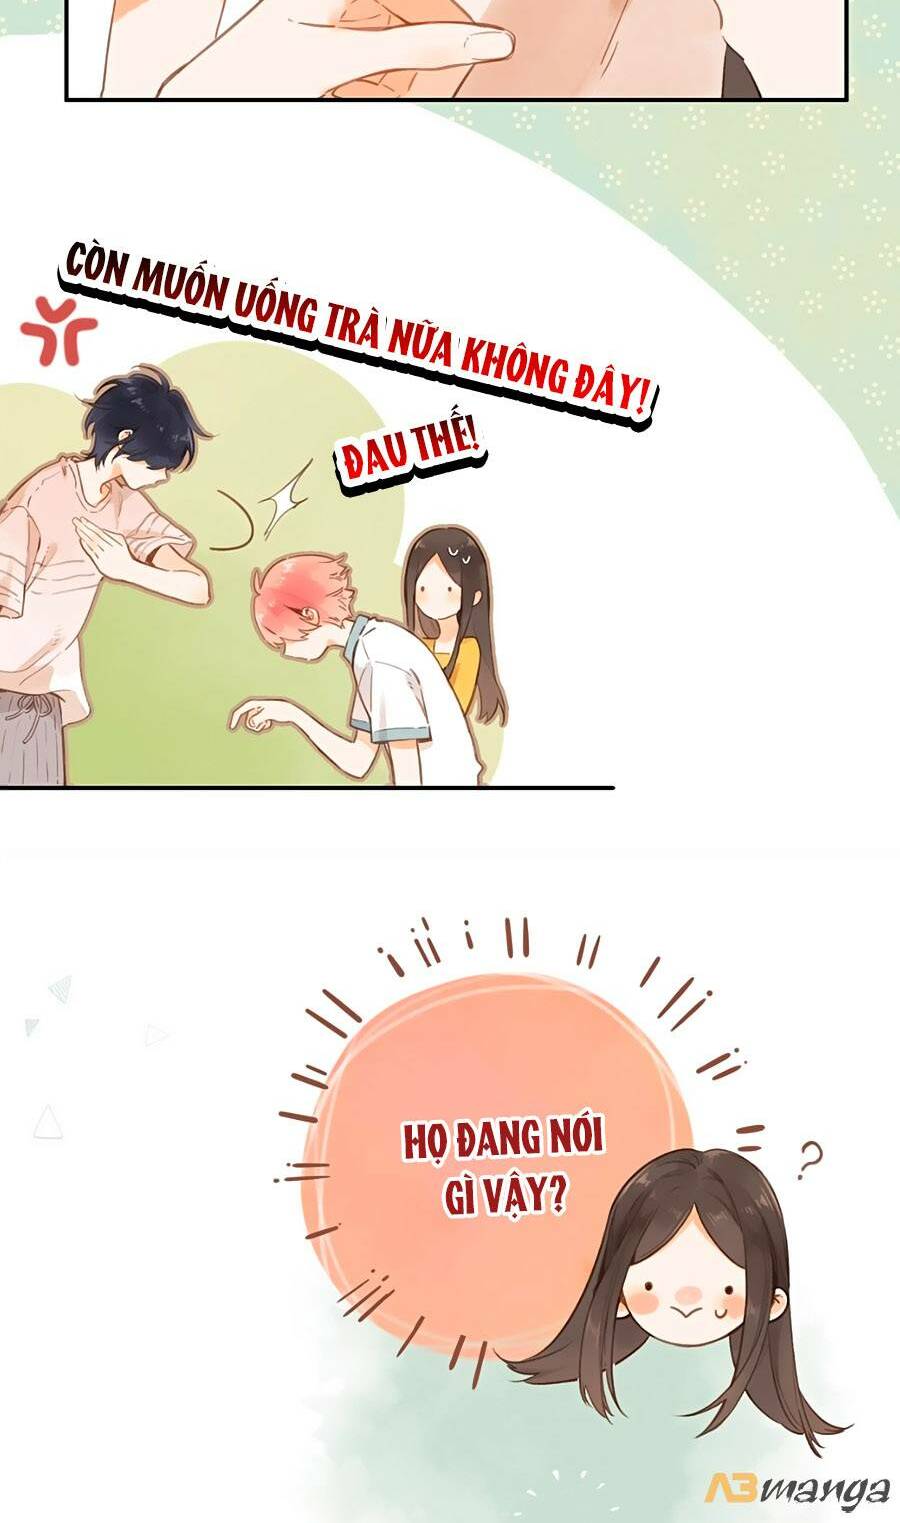 CÒN MUỐN UỐNG TRÀ NỮA KHÔNG ĐÂY!
ĐAU THẾ!
HỌ ĐANG NÓI
GÌ VẬY?
?
A3manga